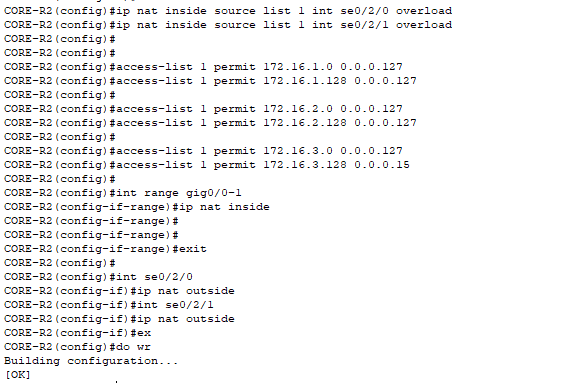 CORE-R2(config)#ip nat inside source list 1 int se0/2/0 overload
CORE-R2(config)#ip nat inside source list 1 int se0/2/1 overload
CORE-R2(config)#
CORE-R2(config)#
CORE-R2(config)#access-list 1 permit 172.16.1.0 0.0.0.127
CORE-R2(config)#access-list 1 permit 172.16.1.128 0.0.0.127
CORE-R2(config)#
CORE-R2(config)#access-list 1 permit 172.16.2.0 0.0.0.127
CORE-R2(config)#access-list 1 permit 172.16.2.128 0.0.0.127
CORE-R2(config)#
CORE-R2(config)#access-list 1 permit 172.16.3.0 0.0.0.127
CORE-R2(config)#access-list 1 permit 172.16.3.128 0.0.0.15
CORE-R2(config)#
CORE-R2(config)#int range gig0/0-1
CORE-R2(config-if-range)#ip nat inside
CORE-R2(config-if-range)#
CORE-R2(config-if-range)#
CORE-R2(config-if-range)#exit
CORE-R2(config)#
CORE-R2(config)#int se0/2/0
CORE-R2(config-if)#ip nat outside
CORE-R2(config-if)#int se0/2/1
CORE-R2(config-if)#ip nat outside
CORE-R2(config-if)#ex
CORE-R2(config)#do wr
Building configuration...
[OK]